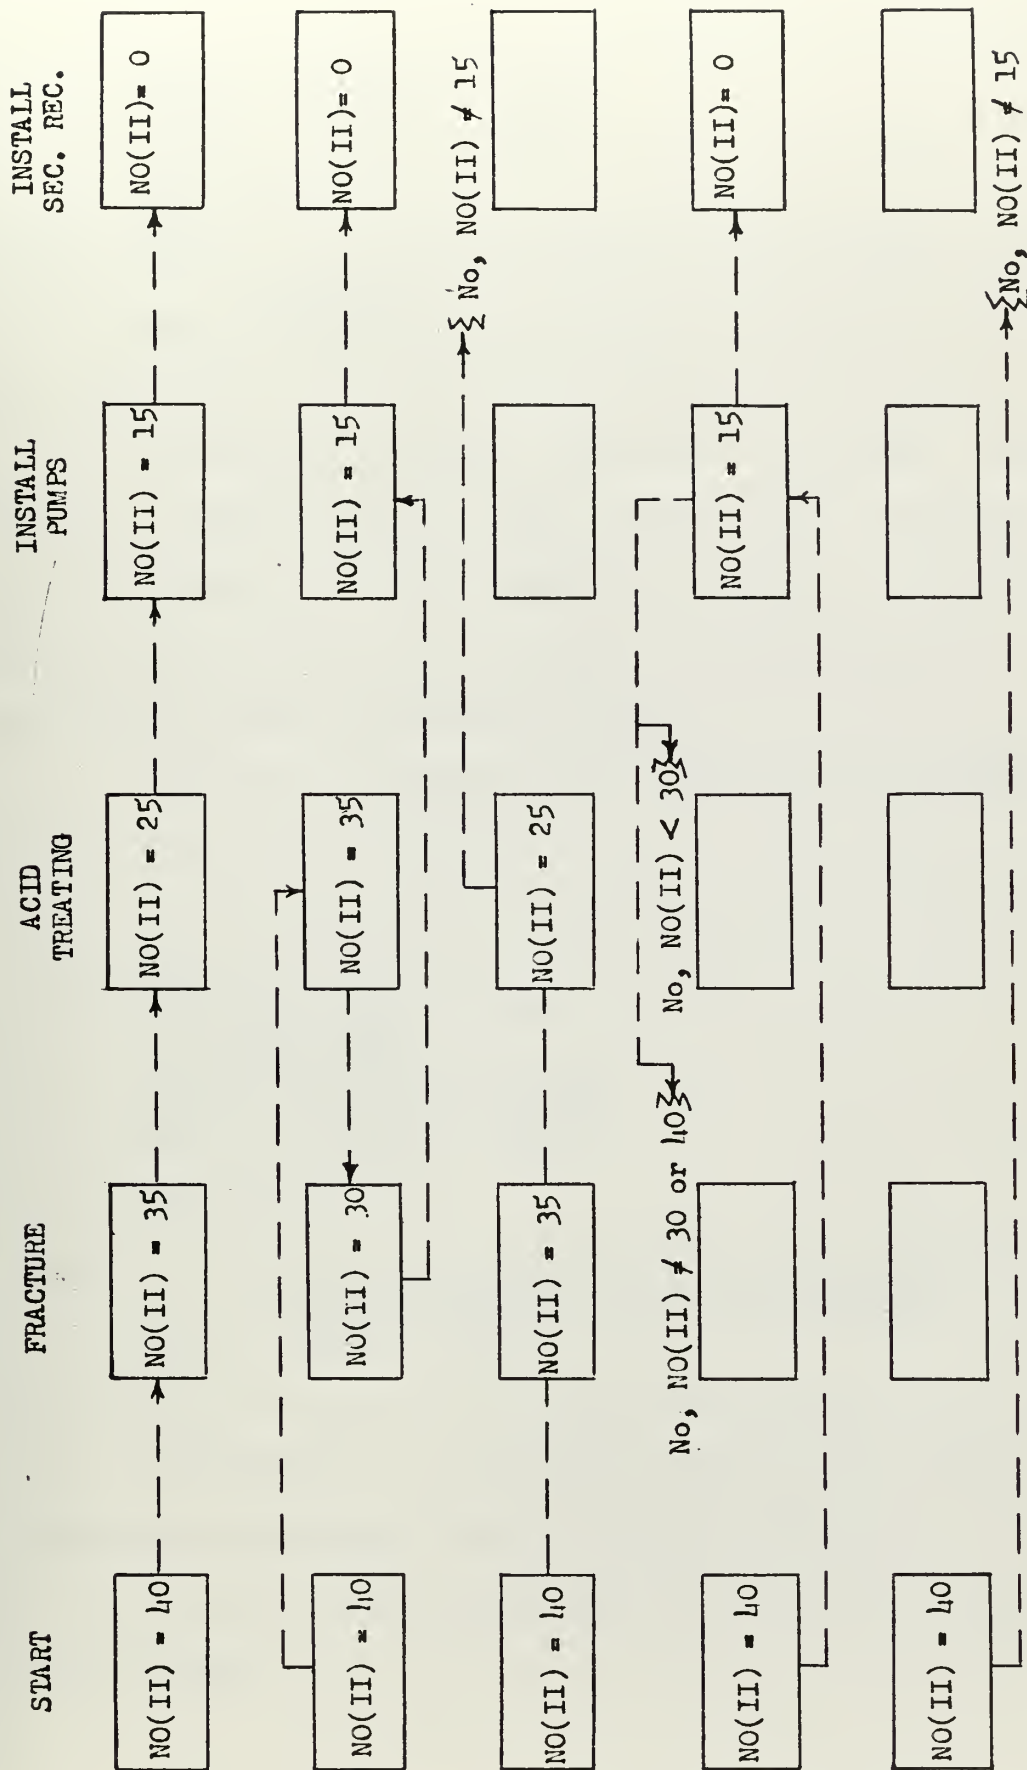 START
FRACTURE
ACID
TREATING
INSTALL
PUMPS
INSTALL
SEC. REC.
NO(II) = 40
NO(II) = 35
NO(II) = 25
NO(II) = 15
NO(II)= 0
NO(II) = 40
NO(II) = 30
NO(II) = 35
NO(II) = 15
NO(II)= 0
NO(II) = 40
NO(II) = 35
NO(II) = 25
No, NO(II) ≠ 15
NO(II) = 40
No, NO(II) ≠ 30 or 40
No, NO(II) < 30
NO(II) = 15
NO(II)= 0
NO(II) = 40
No, NO(II) ≠ 15